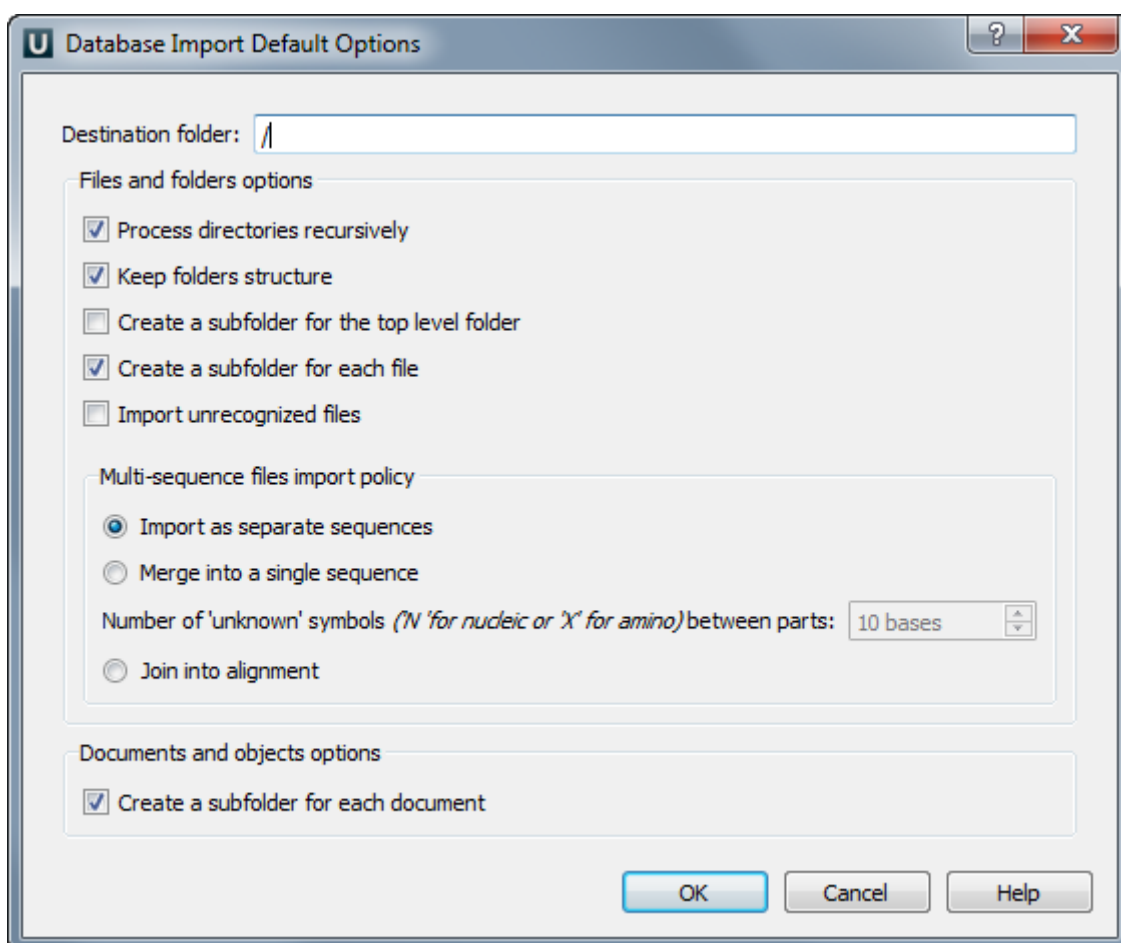 U Database Import Default Options
Destination folder: /
Files and folders options
Process directories recursively
Keep folders structure
Create a subfolder for the top level folder
Create a subfolder for each file
Import unrecognized files
Multi-sequence files import policy
Import as separate sequences
Merge into a single sequence
Number of 'unknown' symbols ('N 'for nucleic or 'X' for amino) between parts: 10 bases
Join into alignment
Documents and objects options
Create a subfolder for each document
OK Cancel Help